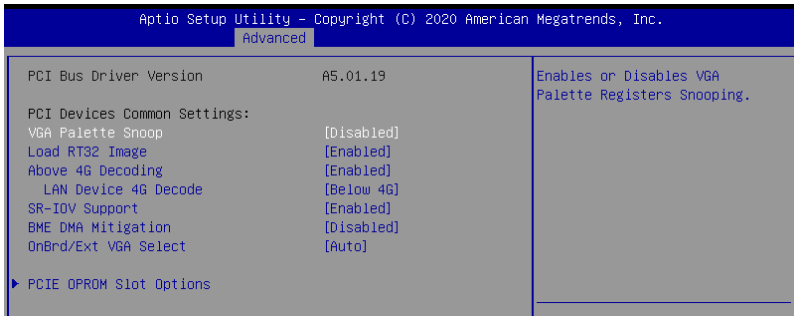 Aptio Setup Utility – Copyright (C) 2020 American Megatrends, Inc.
Advanced
PCI Bus Driver Version A5.01.19
PCI Devices Common Settings:
VGA Palette Snoop [Disabled]
Load RT32 Image [Enabled]
Above 4G Decoding [Enabled]
LAN Device 4G Decode [Below 4G]
SR-IOV Support [Enabled]
BME DMA Mitigation [Disabled]
OnBrd/Ext VGA Select [Auto]
PCIE OPROM Slot Options
Enables or Disables VGA
Palette Registers Snooping.